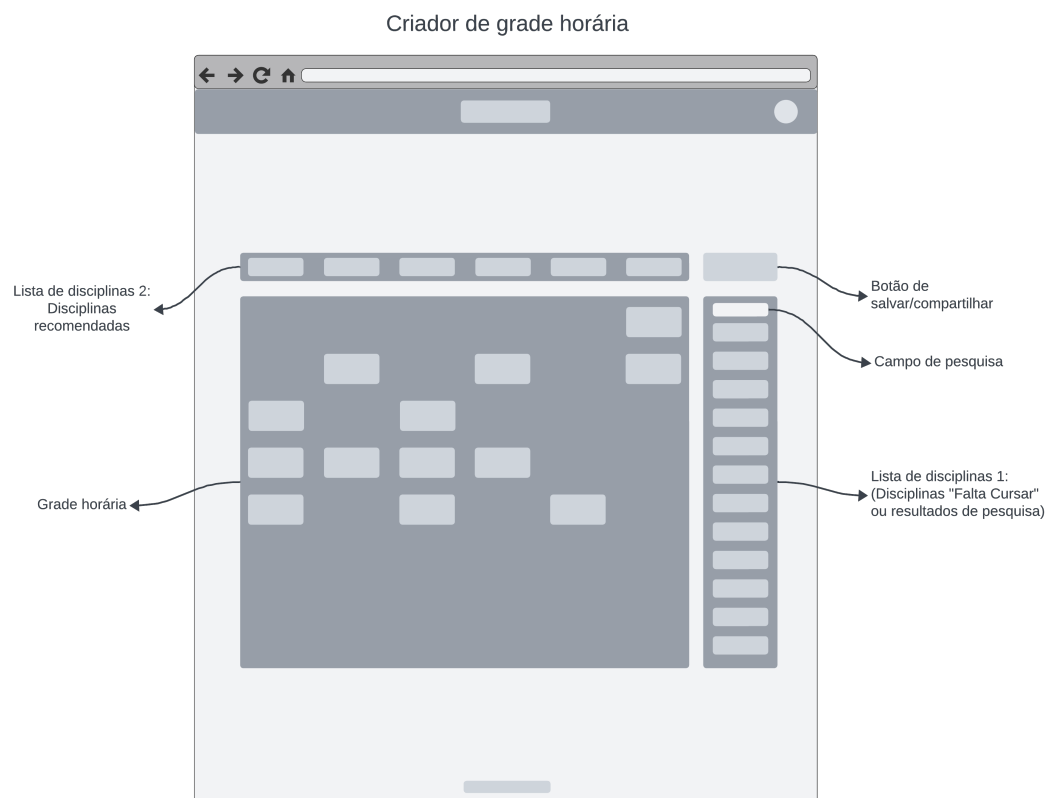 Criador de grade horária
Lista de disciplinas 2:
Disciplinas
recomendadas
Botão de
salvar/compartilhar
Campo de pesquisa
Grade horária
Lista de disciplinas 1:
(Disciplinas "Falta Cursar"
ou resultados de pesquisa)